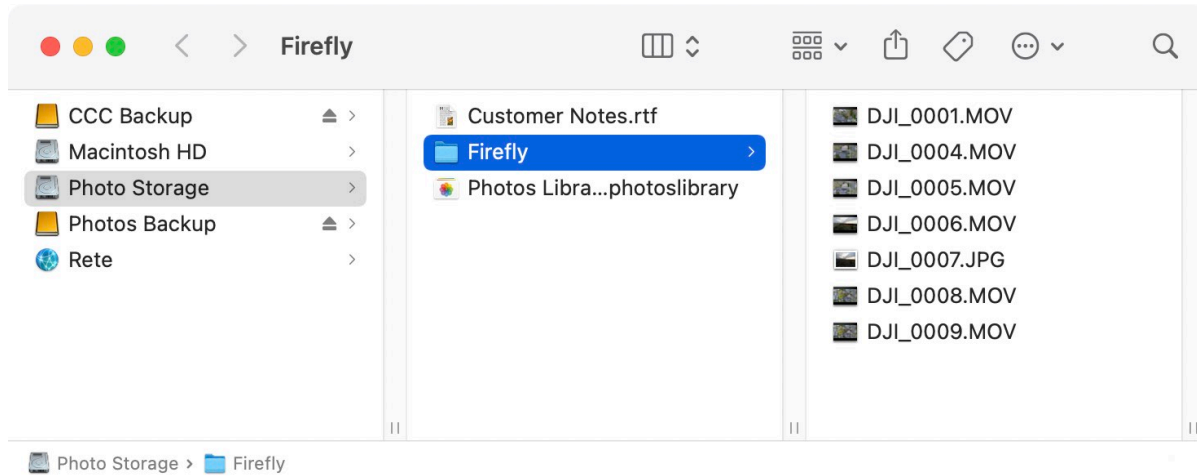 Firefly
CCC Backup
Macintosh HD
Photo Storage
Photos Backup
Rete
Customer Notes.rtf
Firefly
Photos Libra...photoslibrary
DJI_0001.MOV
DJI_0004.MOV
DJI_0005.MOV
DJI_0006.MOV
DJI_0007.JPG
DJI_0008.MOV
DJI_0009.MOV
Photo Storage › Firefly